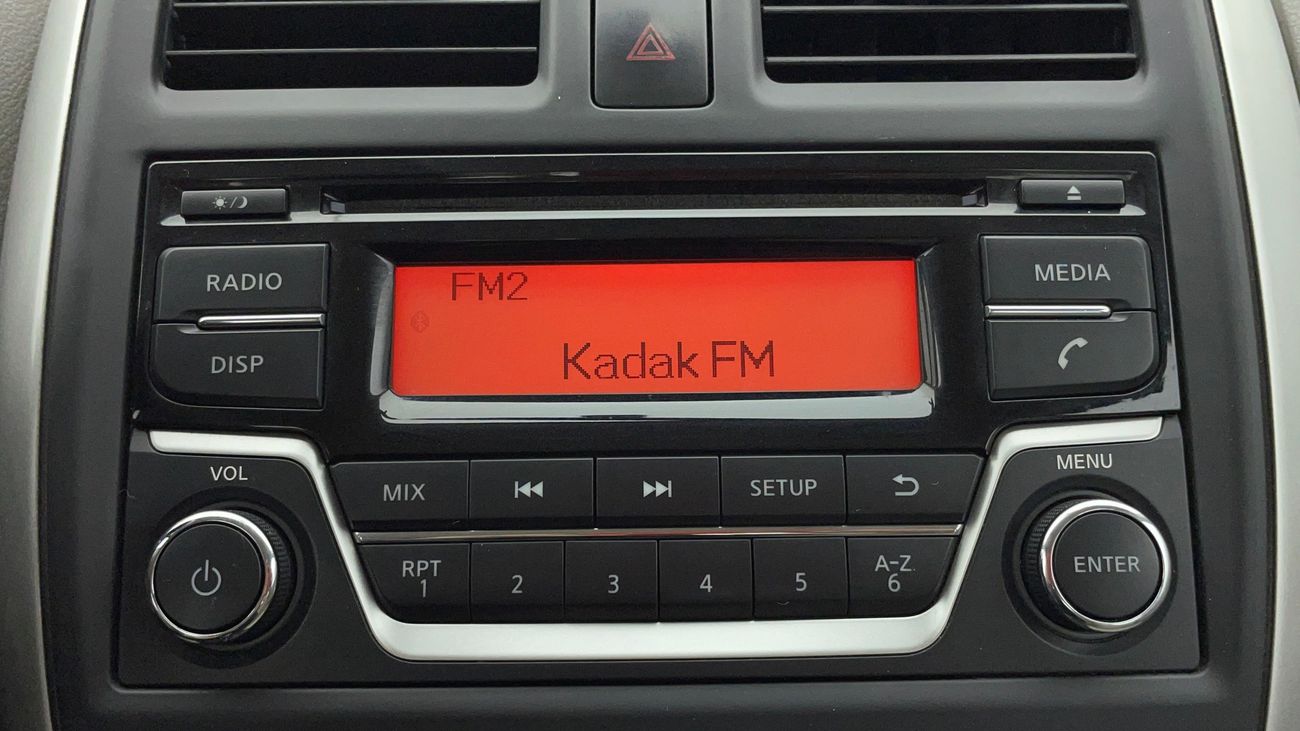 RADIO
MEDIA
FM2
DISP
Kadak FM
VOL
MENU
MIX
SETUP
RPT
1
2
3
4
5
A-Z
6
ENTER